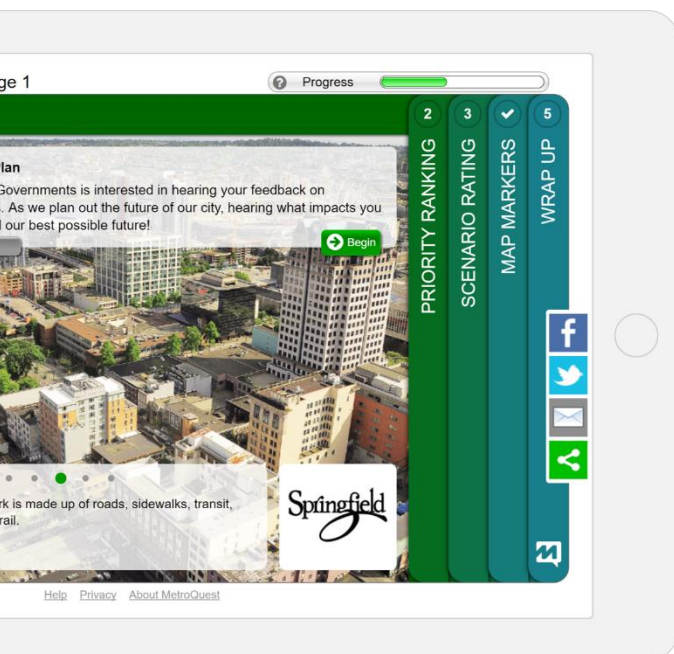 ge 1
Progress
2
3
5
PRIORITY RANKING
SCENARIO RATING
MAP MARKERS
WRAP UP
lan
Governments is interested in hearing your feedback on
. As we plan out the future of our city, hearing what impacts you
our best possible future!
Begin
rk is made up of roads, sidewalks, transit,
rail.
Springfield
Help Privacy About MetroQuest